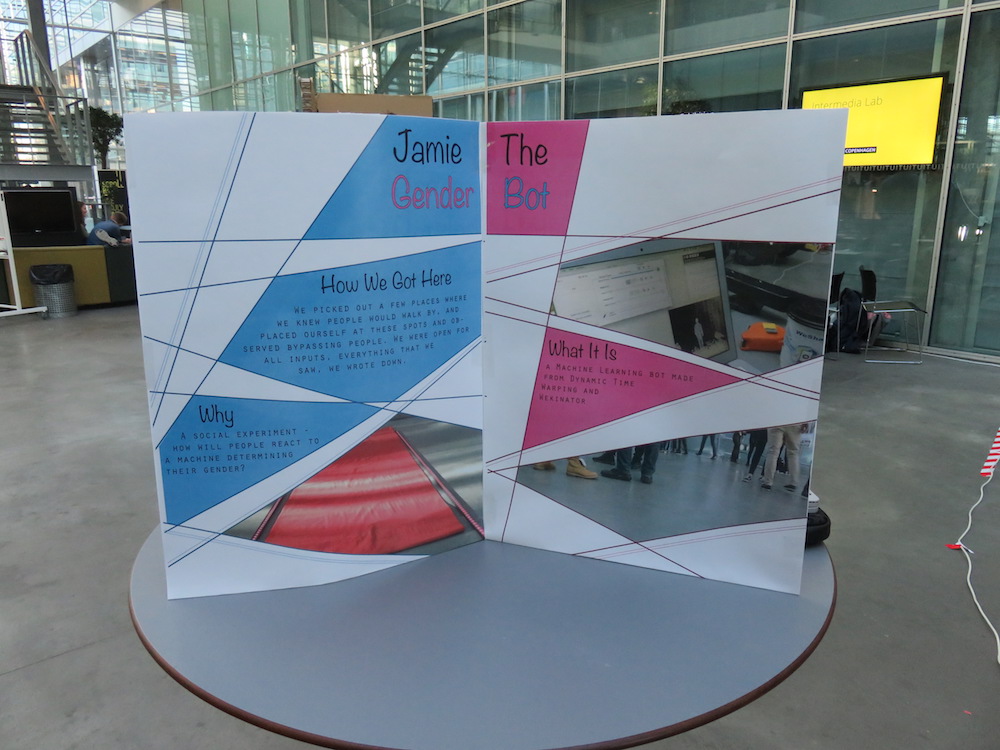 Jamie
Gender
The
Bot
How We Got Here
We picked out a few places where
we knew people would walk by, and
placed ourself at these spots and ob-
served bypassing people. We were open for
all inputs, everything that we
saw, we wrote down.
Why
A social experiment -
how will people react to
a machine determining
their gender?
What It Is
a Machine Learning bot made
from Dynamic Time
Warping and
Wekinator
Intermedia Lab
COPENHAGEN